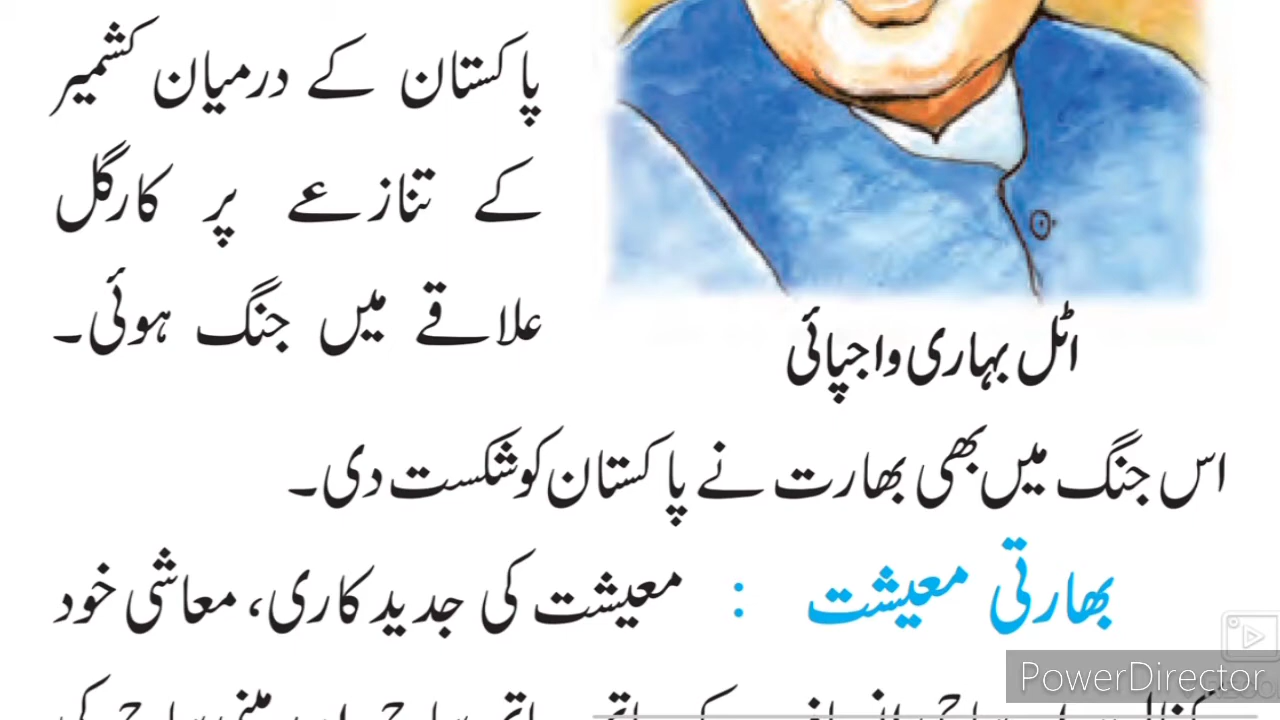 پاکستان کے درمیان کشمیر
کے تنازعے پر کارگل
علاقے میں جنگ ہوئی۔
اٹل بہاری واجپائی
اس جنگ میں بھی بھارت نے پاکستان کو شکست دی۔
بھارتی معیشت : معیشت کی جدید کاری، معاشی خود
PowerDirector